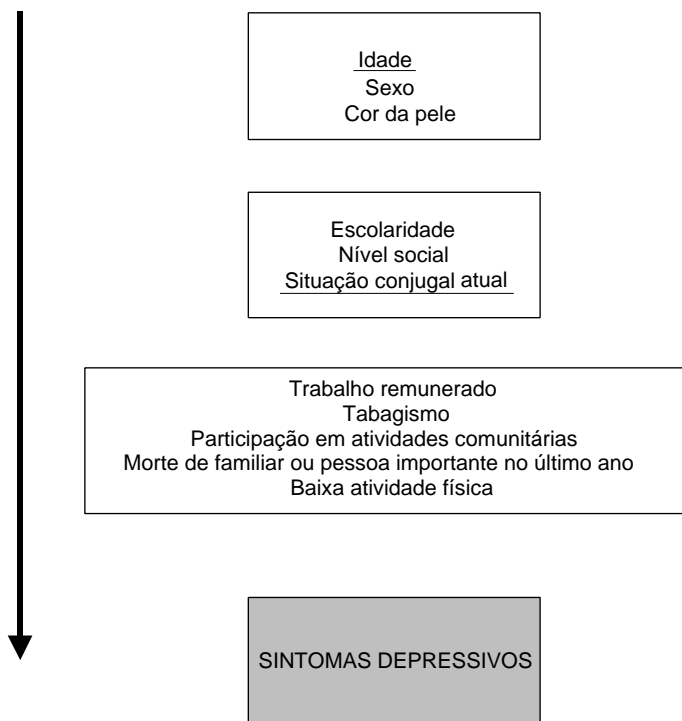 Idade
Sexo
Cor da pele
Escolaridade
Nível social
Situação conjugal atual
Trabalho remunerado
Tabagismo
Participação em atividades comunitárias
Morte de familiar ou pessoa importante no último ano
Baixa atividade física
SINTOMAS DEPRESSIVOS